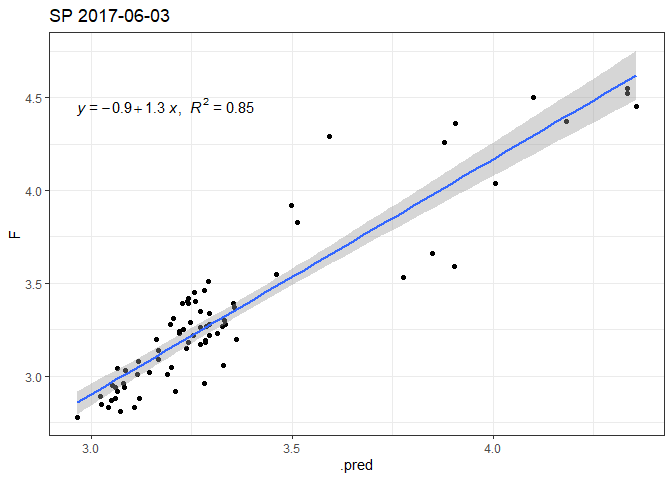 SP 2017-06-03
y = −0.9 + 1.3 x, R² = 0.85
4.5
4.0
3.5
3.0
F
3.0 3.5 4.0
.pred